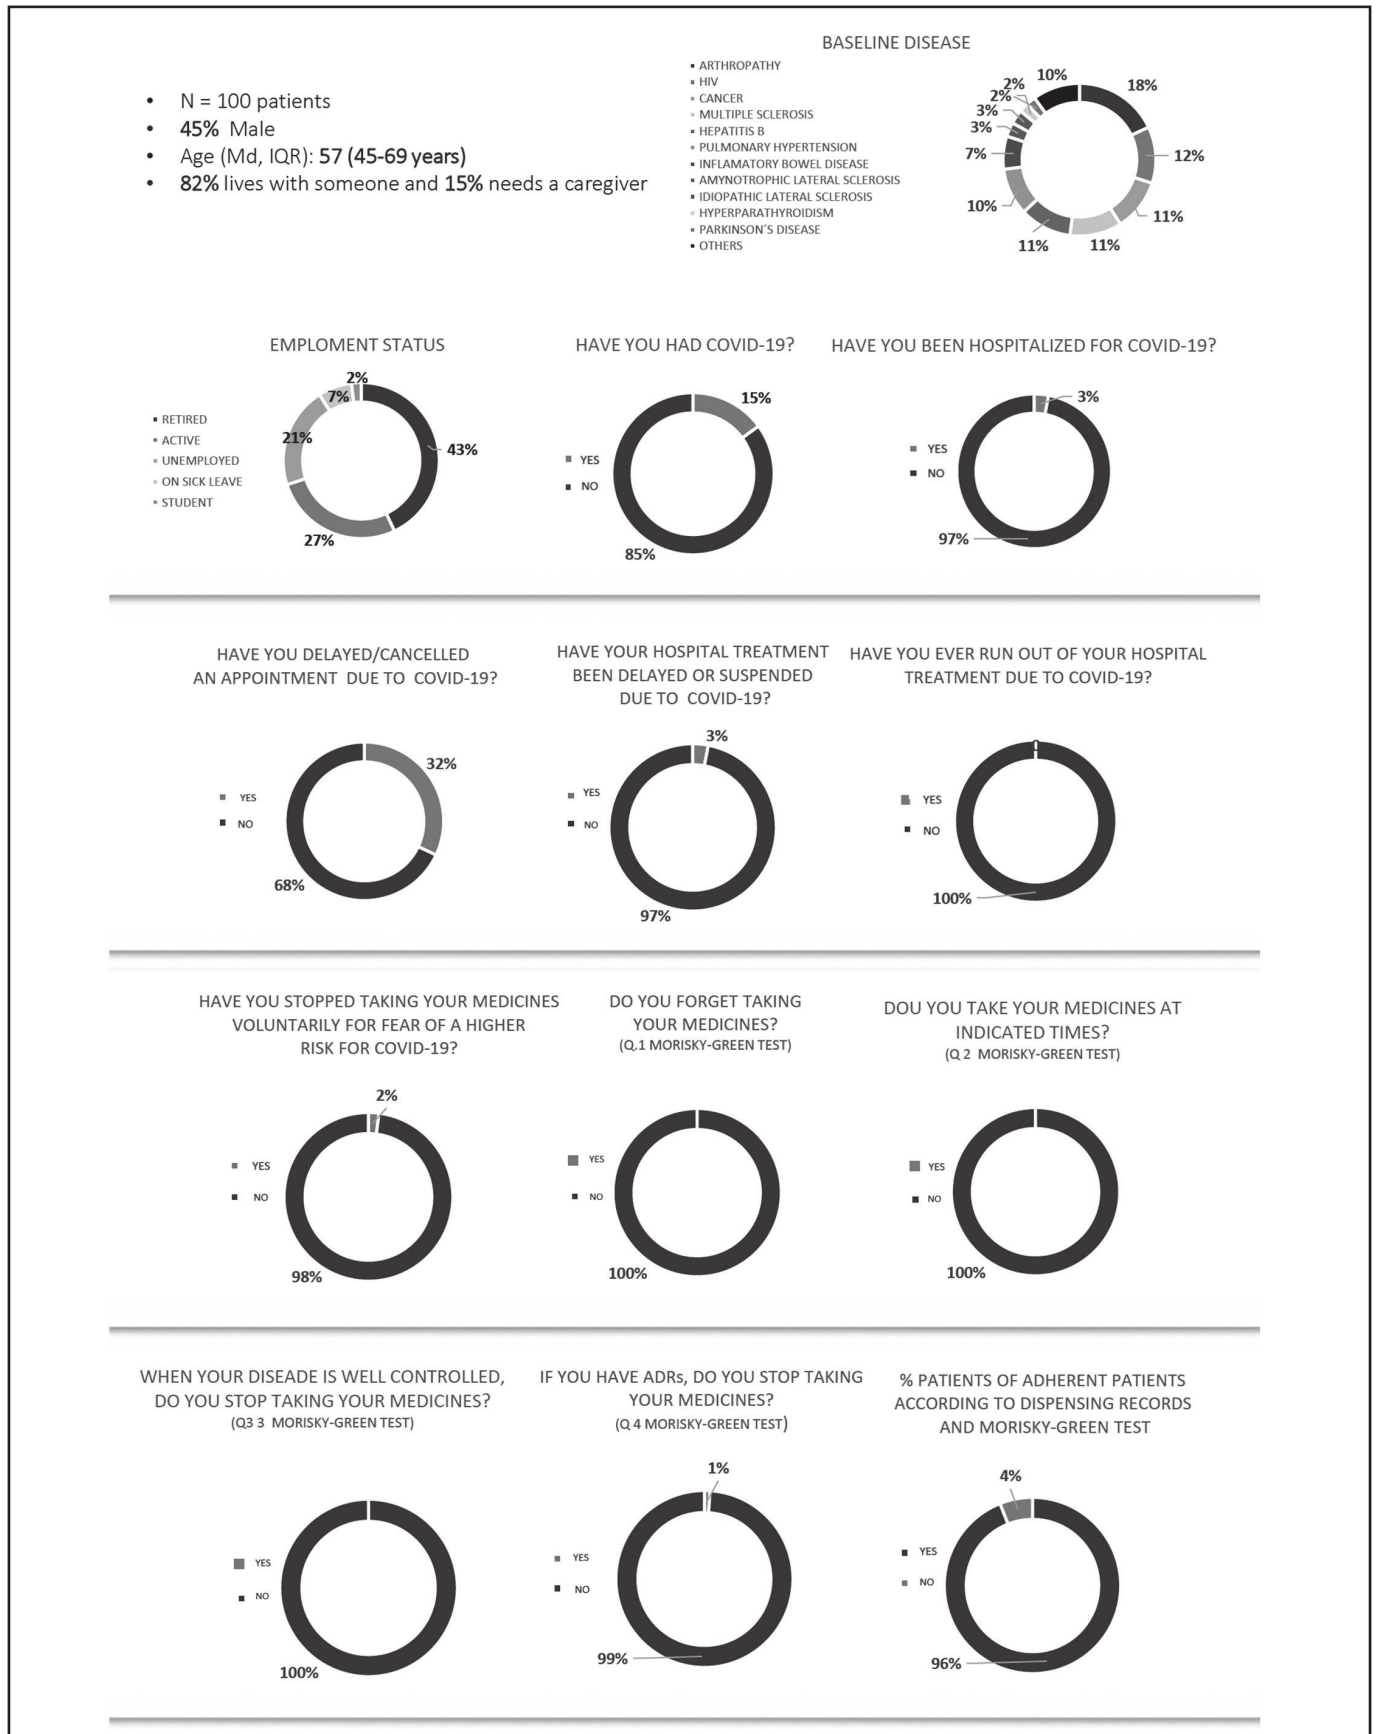 • N = 100 patients
• 45% Male
• Age (Md, IQR): 57 (45-69 years)
• 82% lives with someone and 15% needs a caregiver
BASELINE DISEASE
▪ ARTHROPATHY
▪ HIV
▪ CANCER
▪ MULTIPLE SCLEROSIS
▪ HEPATITIS B
▪ PULMONARY HYPERTENSION
▪ INFLAMATORY BOWEL DISEASE
▪ AMYNOTROPHIC LATERAL SCLEROSIS
▪ IDIOPATHIC LATERAL SCLEROSIS
▪ HYPERPARATHYROIDISM
▪ PARKINSON´S DISEASE
▪ OTHERS
18%
12%
11%
11%
11%
10%
7%
3%
3%
2%
2%
10%
EMPLOMENT STATUS
▪ RETIRED
▪ ACTIVE
▪ UNEMPLOYED
▪ ON SICK LEAVE
▪ STUDENT
43%
27%
21%
7%
2%
HAVE YOU HAD COVID-19?
YES
NO
15%
85%
HAVE YOU BEEN HOSPITALIZED FOR COVID-19?
YES
NO
3%
97%
HAVE YOU DELAYED/CANCELLED
AN APPOINTMENT DUE TO COVID-19?
YES
NO
32%
68%
HAVE YOUR HOSPITAL TREATMENT
BEEN DELAYED OR SUSPENDED
DUE TO COVID-19?
YES
NO
3%
97%
HAVE YOU EVER RUN OUT OF YOUR HOSPITAL
TREATMENT DUE TO COVID-19?
YES
NO
0
100%
HAVE YOU STOPPED TAKING YOUR MEDICINES
VOLUNTARILY FOR FEAR OF A HIGHER
RISK FOR COVID-19?
YES
NO
2%
98%
DO YOU FORGET TAKING
YOUR MEDICINES?
(Q.1 MORISKY-GREEN TEST)
YES
NO
100%
DOU YOU TAKE YOUR MEDICINES AT
INDICATED TIMES?
(Q 2 MORISKY-GREEN TEST)
YES
NO
100%
WHEN YOUR DISEADE IS WELL CONTROLLED,
DO YOU STOP TAKING YOUR MEDICINES?
(Q3 3 MORISKY-GREEN TEST)
YES
NO
100%
IF YOU HAVE ADRs, DO YOU STOP TAKING
YOUR MEDICINES?
(Q 4 MORISKY-GREEN TEST)
YES
NO
1%
99%
% PATIENTS OF ADHERENT PATIENTS
ACCORDING TO DISPENSING RECORDS
AND MORISKY-GREEN TEST
YES
NO
4%
96%